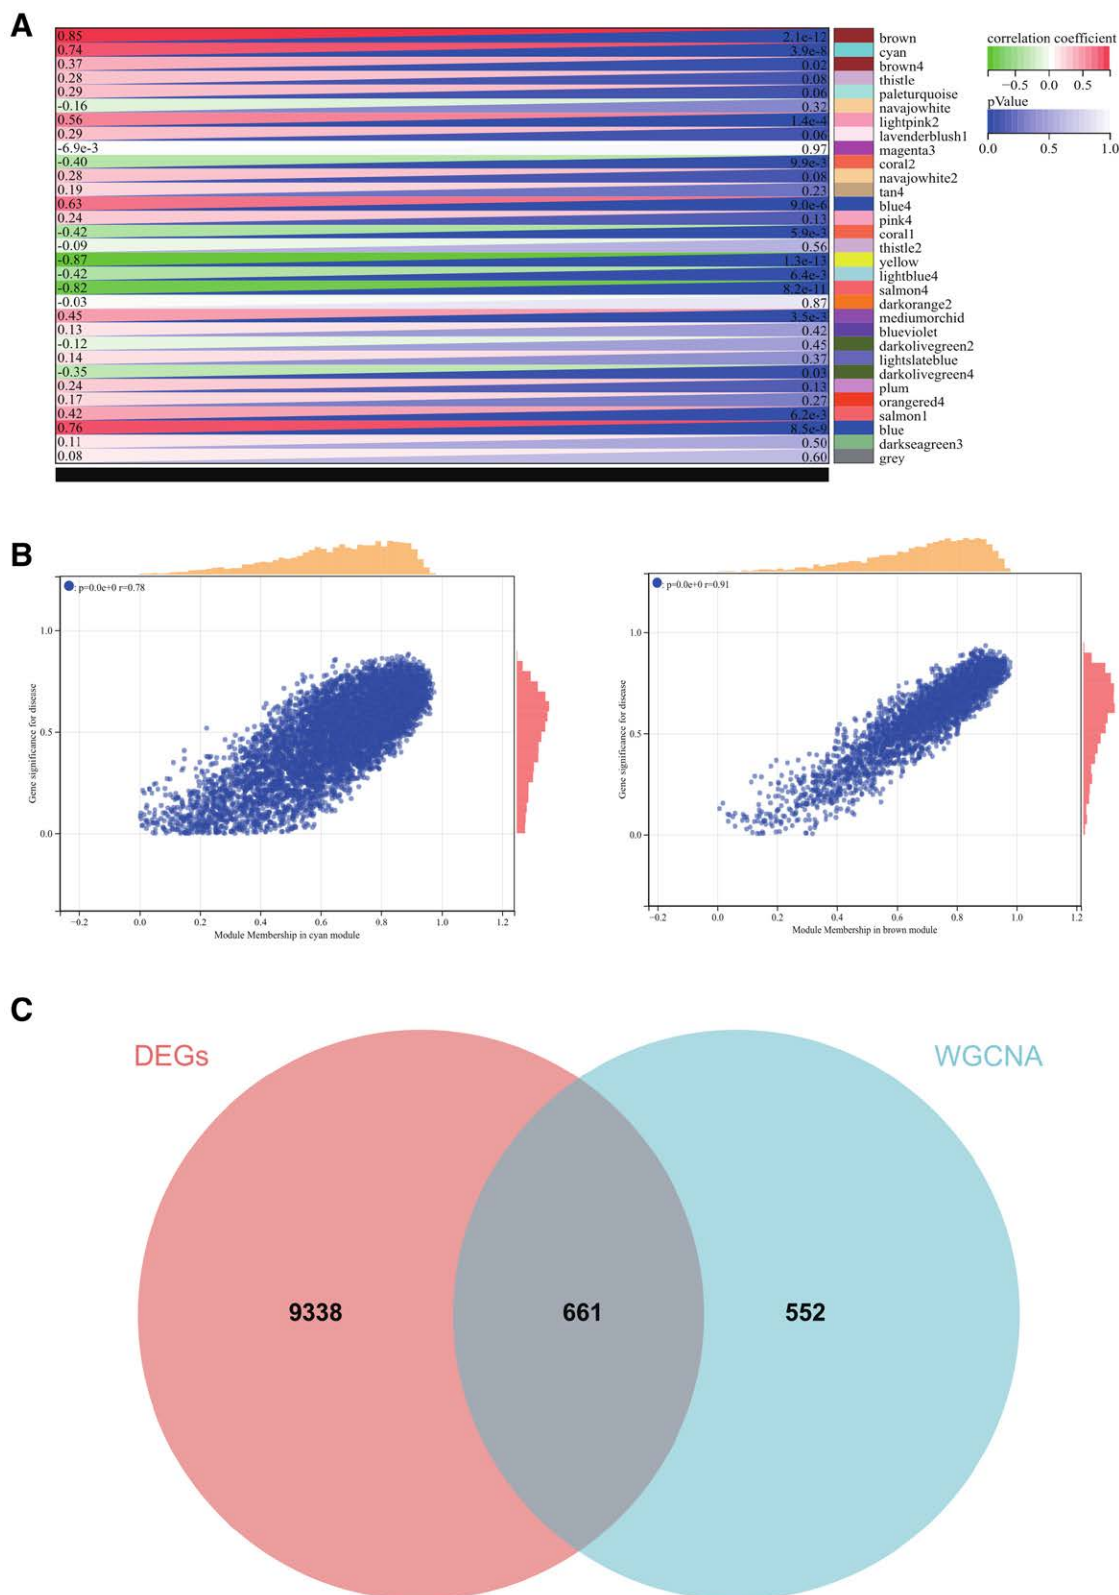 A
0.85 2.1e-12 brown
0.74 3.9e-8 cyan
0.37 0.02 brown4
0.28 0.08 thistle
0.29 0.06 paleturquoise
-0.16 0.32 navajowhite
0.56 1.4e-4 lightpink2
0.29 0.06 lavenderblush1
-6.9e-3 0.97 magenta3
-0.40 9.9e-3 coral2
0.28 0.08 navajowhite2
0.19 0.23 tan4
0.63 9.0e-6 blue4
0.24 0.13 pink4
-0.42 5.9e-3 coral1
-0.09 0.56 thistle2
-0.87 1.3e-13 yellow
-0.42 6.4e-3 lightblue4
-0.82 8.2e-11 salmon4
-0.03 0.87 darkorange2
0.45 3.5e-3 mediumorchid
0.13 0.42 blueviolet
-0.12 0.45 darkolivegreen2
0.14 0.37 lightslateblue
-0.35 0.03 darkolivegreen4
0.24 0.13 plum
0.17 0.27 orangered4
0.42 6.2e-3 salmon1
0.76 8.5e-9 blue
0.11 0.50 darkseagreen3
0.08 0.60 grey
correlation coefficient
−0.5 0.0 0.5
pValue
0.0 0.5 1.0
B
: p=0.0e+0 r=0.78
1.0
0.5
0.0
Gene significance for disease
−0.2 0.0 0.2 0.4 0.6 0.8 1.0 1.2
Module Membership in cyan module
: p=0.0e+0 r=0.91
1.0
0.5
0.0
Gene significance for disease
−0.2 0.0 0.2 0.4 0.6 0.8 1.0 1.2
Module Membership in brown module
C
DEGs WGCNA
9338 661 552